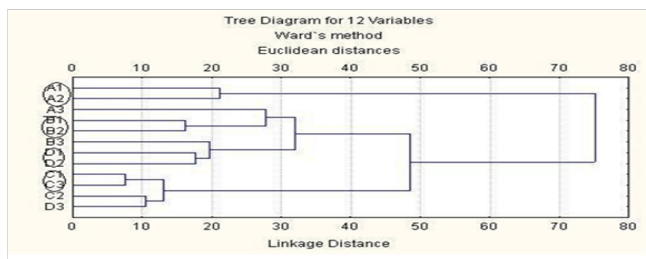 Tree Diagram for 12 Variables
Ward`s method
Euclidean distances
0 10 20 30 40 50 60 70 80
A1
A2
A3
B1
B2
B3
D1
D2
C1
C3
C2
D3
0 10 20 30 40 50 60 70 80
Linkage Distance